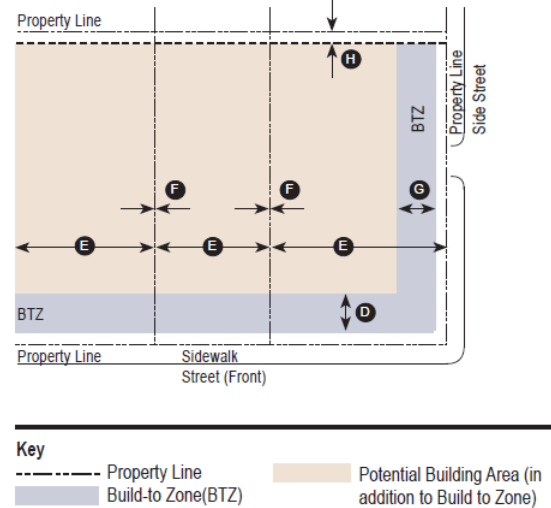 Property Line
H
BTZ
Property Line
Side Street
F
F
G
E
E
E
BTZ
D
Property Line
Sidewalk
Street (Front)
Key
Property Line
Build-to Zone(BTZ)
Potential Building Area (in
addition to Build to Zone)